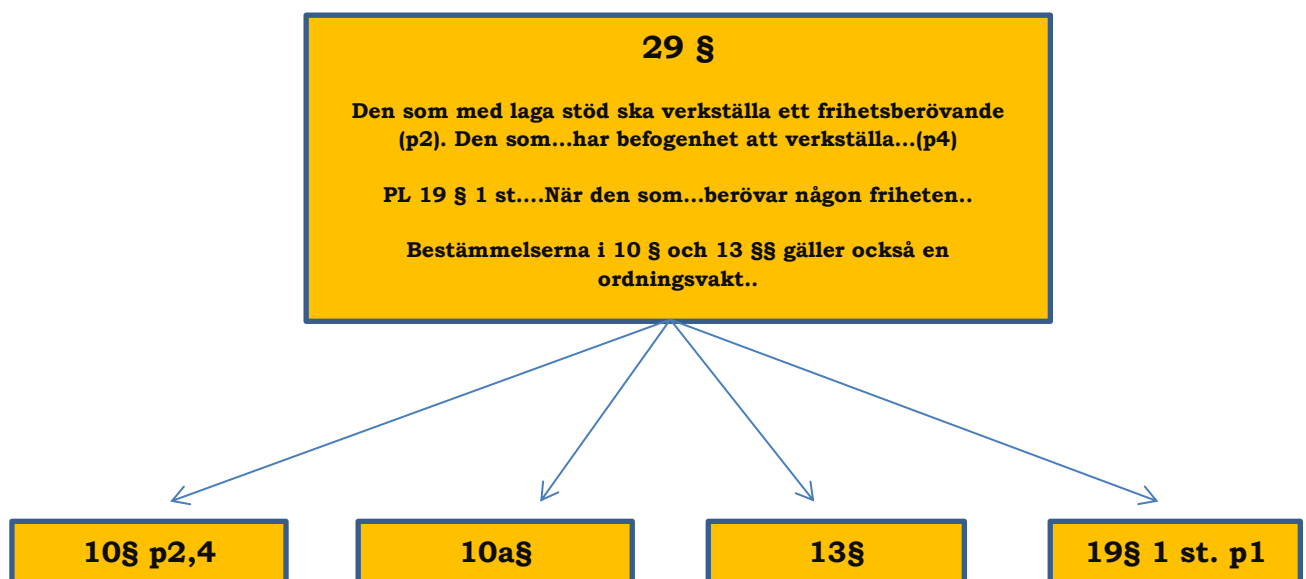 29 §
Den som med laga stöd ska verkställa ett frihetsberövande
(p2). Den som...har befogenhet att verkställa...(p4)
PL 19 § 1 st....När den som...berövar någon friheten..
Bestämmelserna i 10 § och 13 §§ gäller också en
ordningsvakt..
10§ p2,4
10a§
13§
19§ 1 st. p1